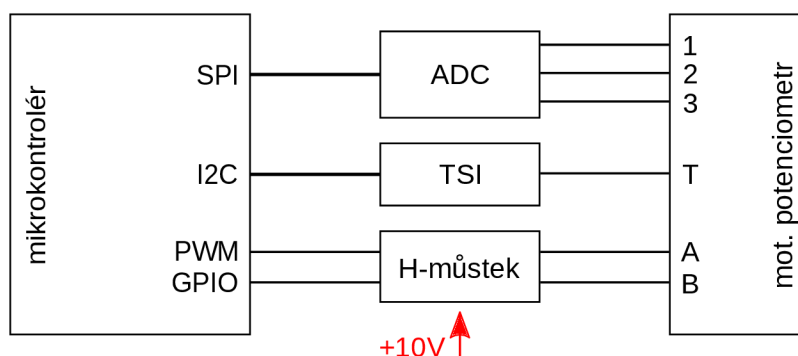 mikrokontrolér
SPI
I2C
PWM
GPIO
ADC
TSI
H-můstek
+10V
1
2
3
T
A
B
mot. potenciometr